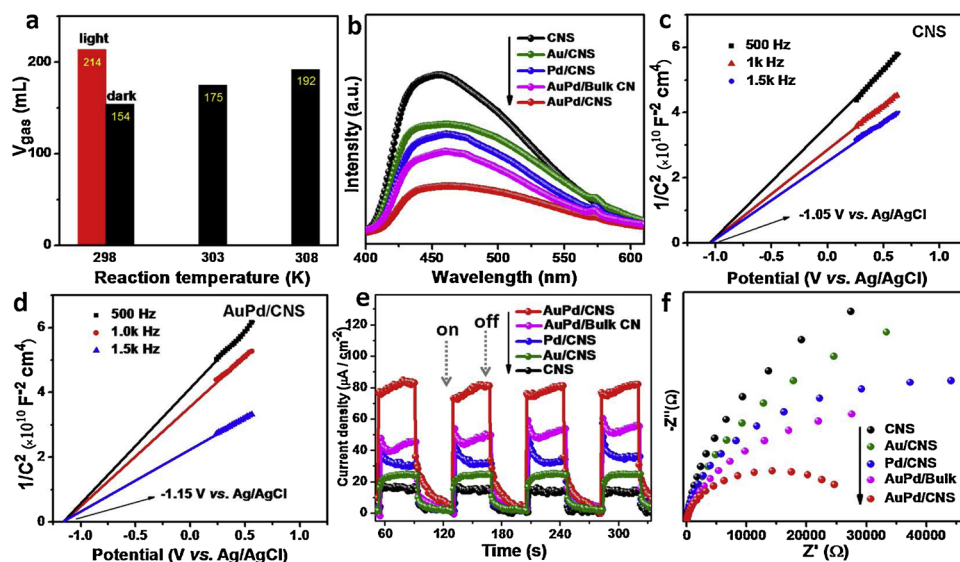 a
light
214
dark
154
175
192
200
100
0
V_gas (mL)
298 303 308
Reaction temperature (K)
b
CNS
Au/CNS
Pd/CNS
AuPd/Bulk CN
AuPd/CNS
Intensity (a.u.)
400 450 500 550 600
Wavelength (nm)
c
CNS
500 Hz
1k Hz
1.5k Hz
6
4
2
0
1/C² (×10¹⁰ F⁻² cm4)
-1.05 V vs. Ag/AgCl
-1.0 -0.5 0.0 0.5 1.0
Potential (V vs. Ag/AgCl)
d
AuPd/CNS
500 Hz
1.0k Hz
1.5k Hz
6
4
2
0
1/C² (×10¹⁰ F⁻² cm4)
-1.15 V vs. Ag/AgCl
-1.0 -0.5 0.0 0.5 1.0
Potential (V vs. Ag/AgCl)
e
AuPd/CNS
AuPd/Bulk CN
Pd/CNS
Au/CNS
CNS
on
off
140
120
100
80
60
40
20
0
Current density (µA / cm⁻²)
80 130 190 240 320
Time (s)
f
CNS
Au/CNS
Pd/CNS
AuPd/Bulk
AuPd/CNS
-Z''(Ω)
0 10000 20000 30000 40000
Z' (Ω)